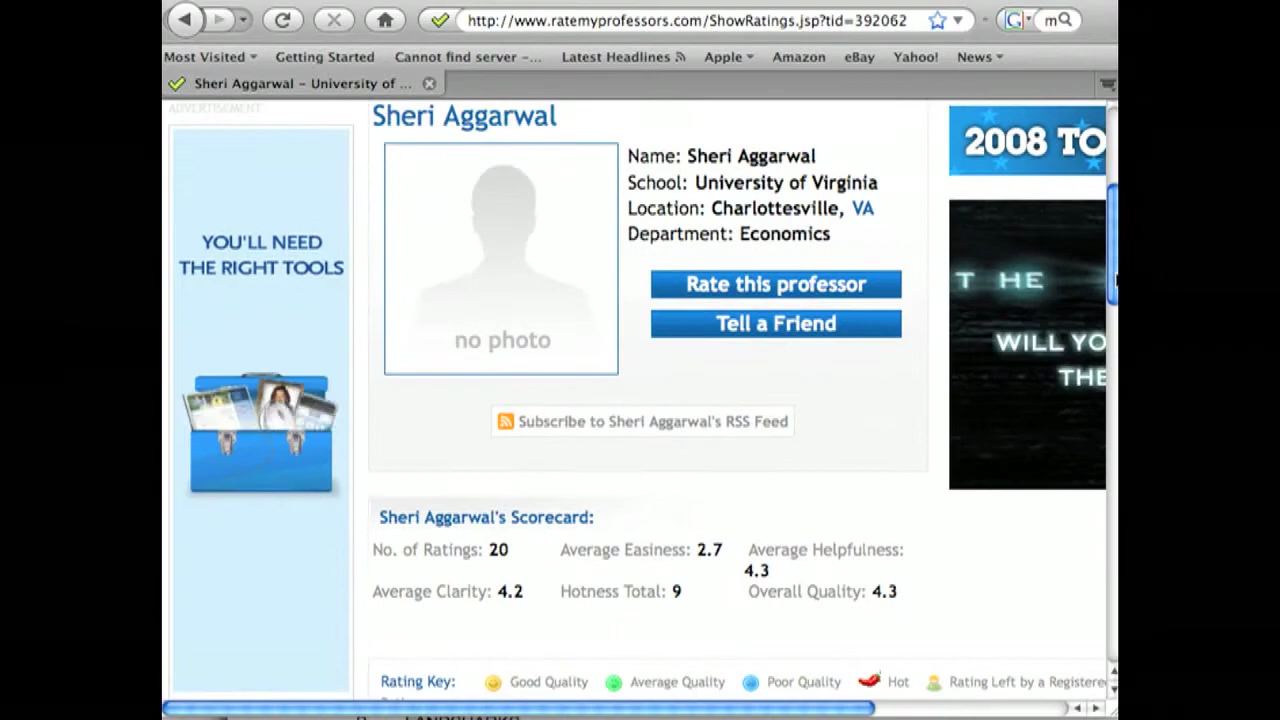 http://www.ratemyprofessors.com/ShowRatings.jsp?tid=392062
G
m
Most Visited Getting Started Cannot find server -... Latest Headlines Apple Amazon eBay Yahoo! News
Sheri Aggarwal - University of ...
ADVERTISEMENT
YOU'LL NEED
THE RIGHT TOOLS
Sheri Aggarwal
no photo
Name: Sheri Aggarwal
School: University of Virginia
Location: Charlottesville, VA
Department: Economics
Rate this professor
Tell a Friend
Subscribe to Sheri Aggarwal's RSS Feed
2008 TO
T HE
WILL YO
THE
Sheri Aggarwal's Scorecard:
No. of Ratings: 20 Average Easiness: 2.7 Average Helpfulness:
4.3
Average Clarity: 4.2 Hotness Total: 9 Overall Quality: 4.3
Rating Key: Good Quality Average Quality Poor Quality Hot Rating Left by a Registere